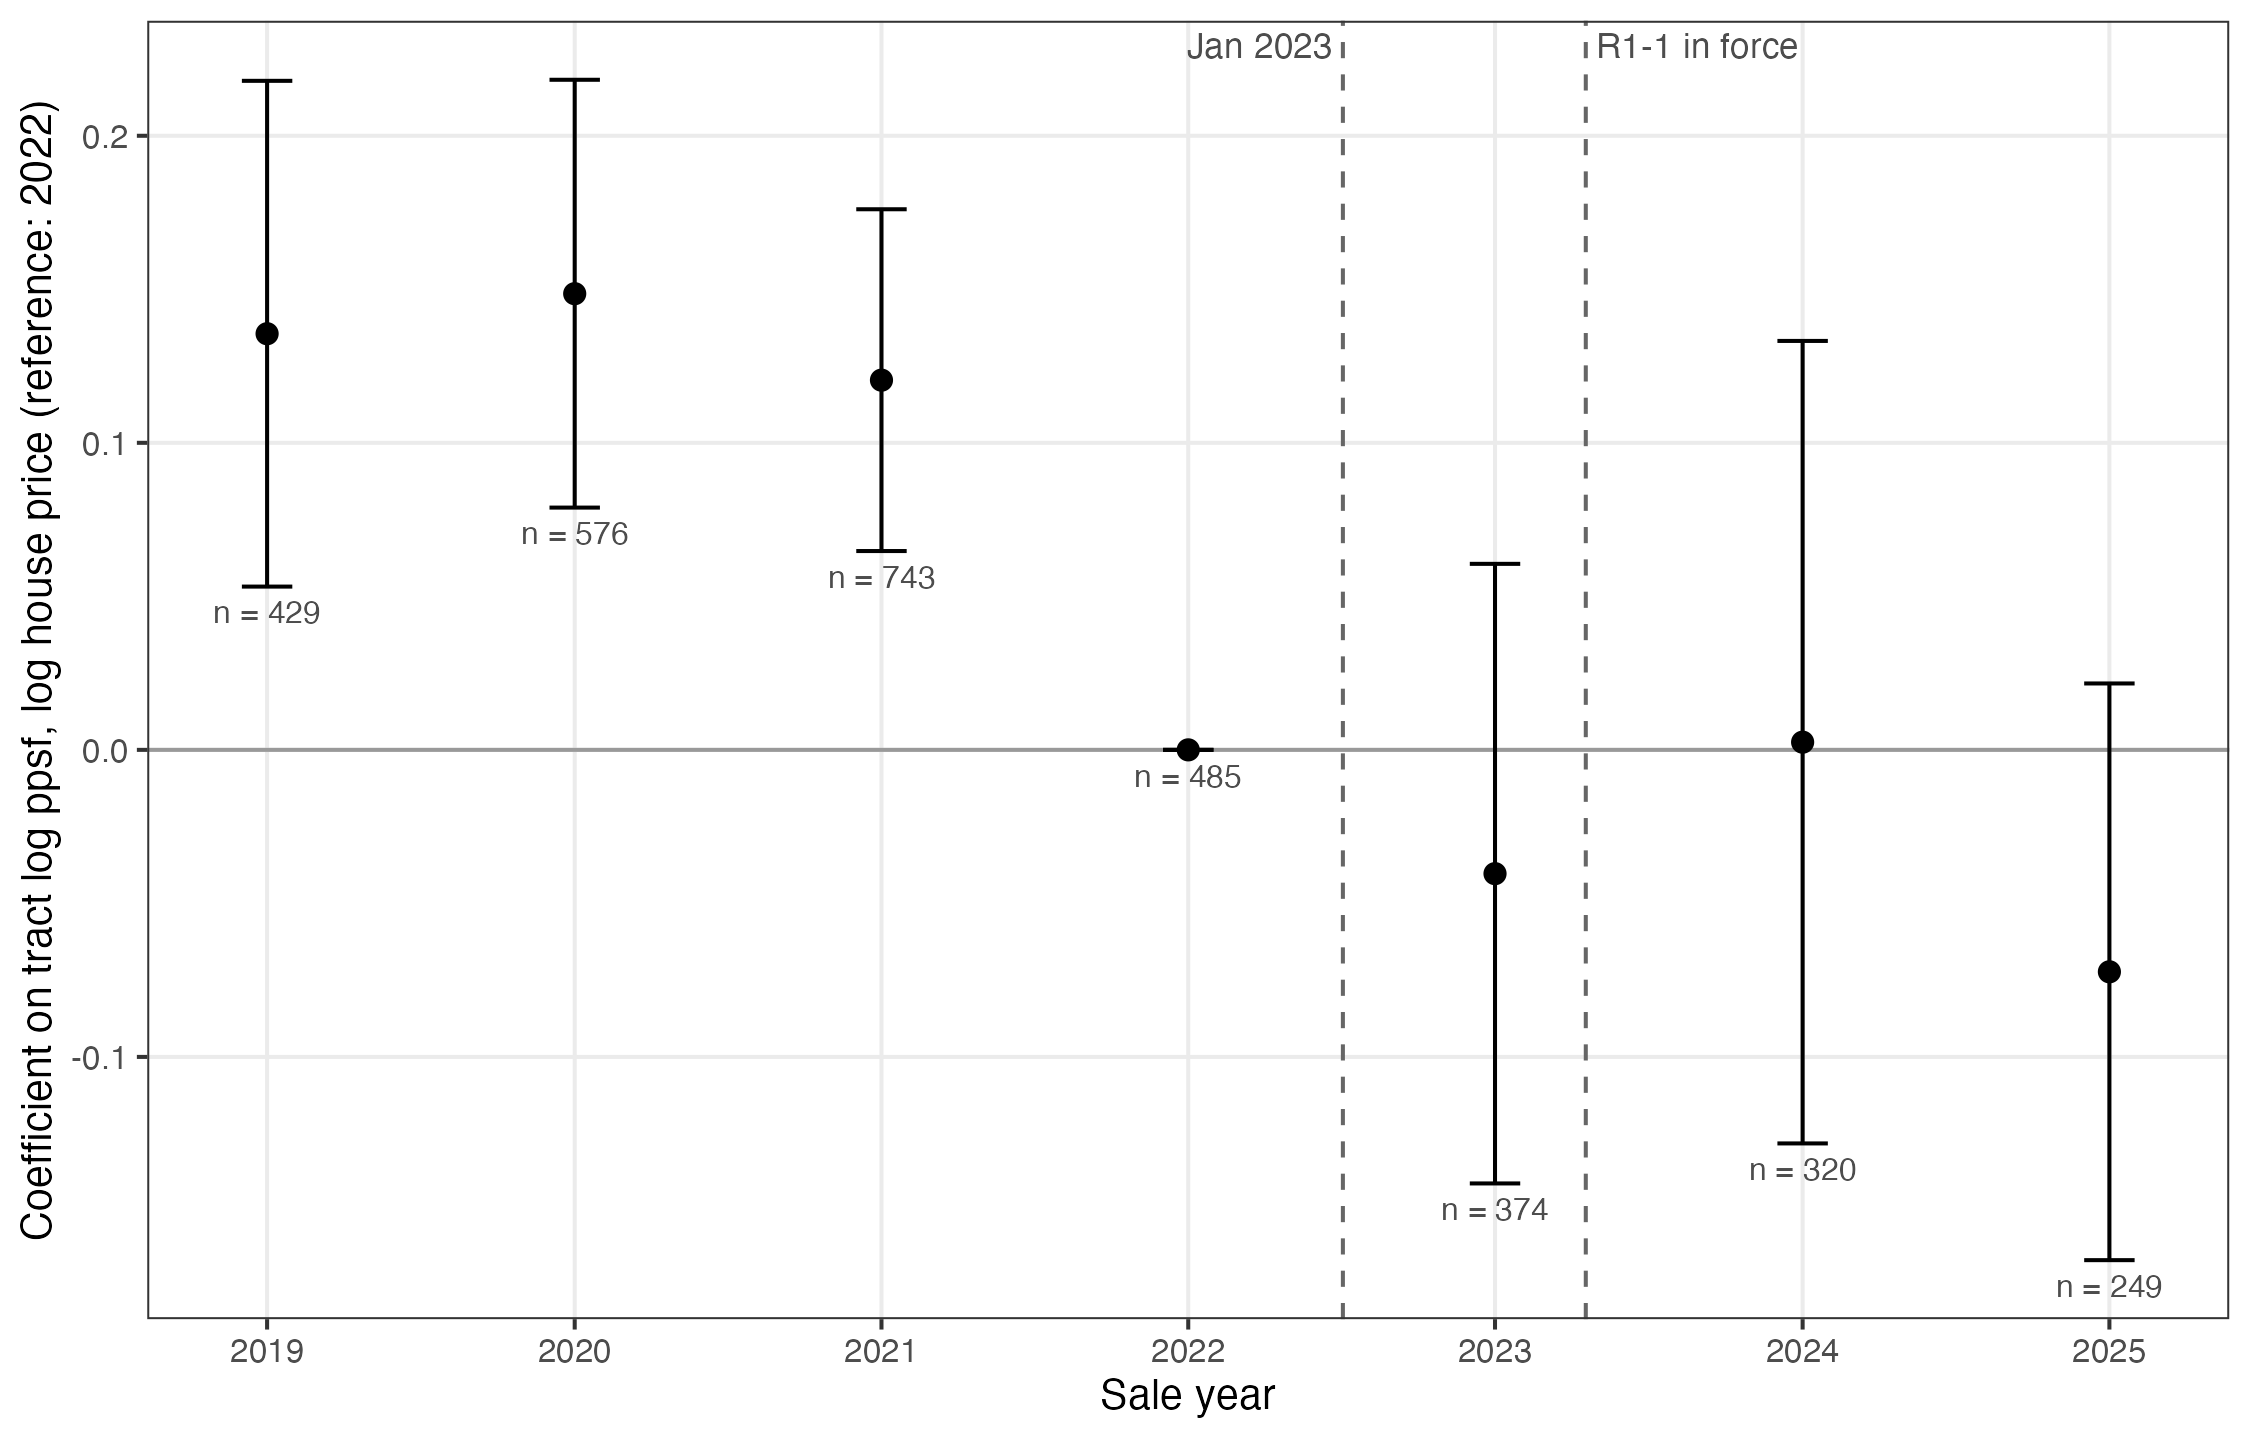 Coefficient on tract log ppsf, log house price (reference: 2022)
Jan 2023
R1-1 in force
0.2
0.1
0.0
-0.1
n = 429
n = 576
n = 743
n = 485
n = 374
n = 320
n = 249
2019
2020
2021
2022
2023
2024
2025
Sale year